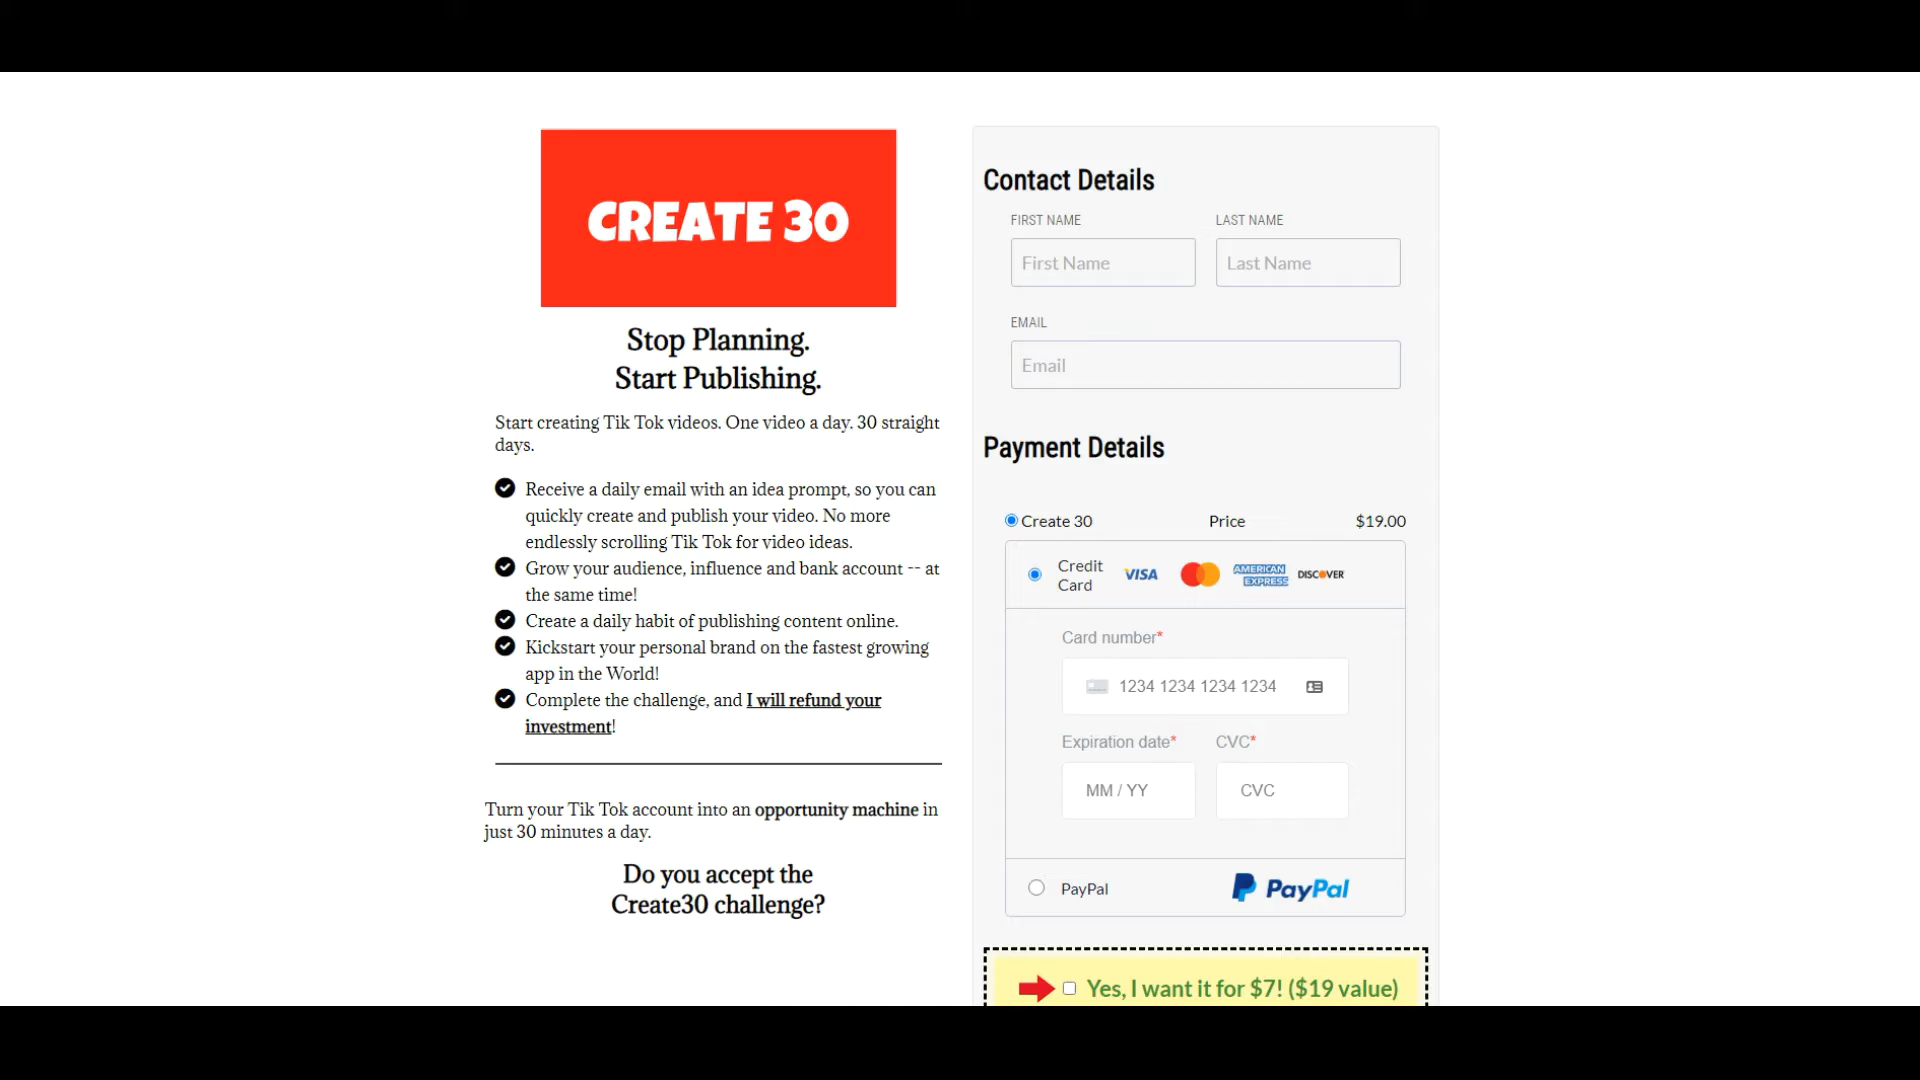 CREATE 30
Stop Planning.
Start Publishing.
Start creating Tik Tok videos. One video a day. 30 straight
days.
Receive a daily email with an idea prompt, so you can
quickly create and publish your video. No more
endlessly scrolling Tik Tok for video ideas.
Grow your audience, influence and bank account -- at
the same time!
Create a daily habit of publishing content online.
Kickstart your personal brand on the fastest growing
app in the World!
Complete the challenge, and I will refund your
investment!
Turn your Tik Tok account into an opportunity machine in
just 30 minutes a day.
Do you accept the
Create30 challenge?
Contact Details
FIRST NAME LAST NAME
First Name Last Name
EMAIL
Email
Payment Details
Create 30 Price $19.00
Credit
Card VISA AMERICAN EXPRESS DISCOVER
Card number*
1234 1234 1234 1234
Expiration date* CVC*
MM / YY CVC
PayPal PayPal
Yes, I want it for $7! ($19 value)